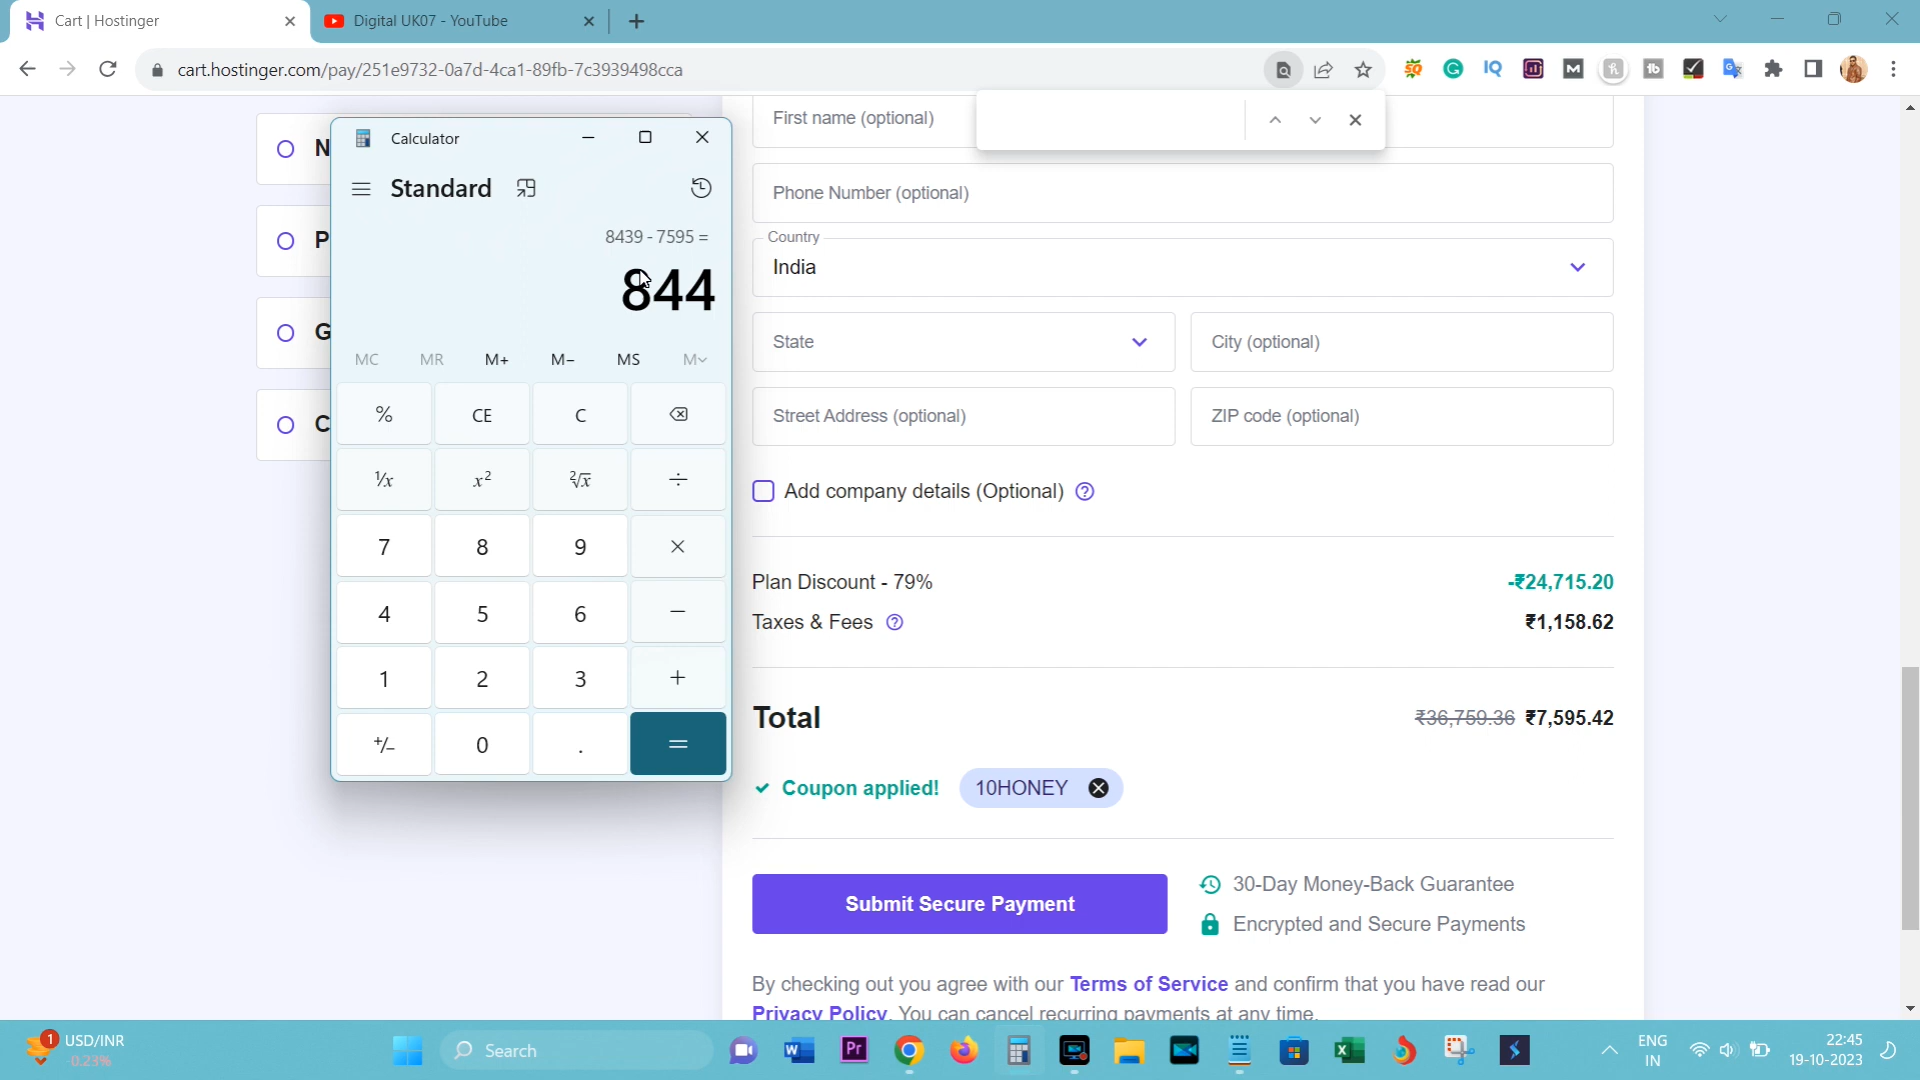 Cart | Hostinger
Digital UK07 - YouTube
cart.hostinger.com/pay/251e9732-0a7d-4ca1-89fb-7c3939498cca
N
P
G
C
Calculator
Standard
8439 - 7595 =
844
MC MR M+ M− MS M
% CE C
¹/x x² ²√x ÷
7 8 9 ×
4 5 6 −
1 2 3 +
+/− 0 . =
First name (optional)
Phone Number (optional)
Country
India
State
City (optional)
Street Address (optional)
ZIP code (optional)
Add company details (Optional) ?
Plan Discount - 79% -₹24,715.20
Taxes & Fees ? ₹1,158.62
Total ₹36,759.36 ₹7,595.42
Coupon applied! 10HONEY
Submit Secure Payment
30-Day Money-Back Guarantee
Encrypted and Secure Payments
By checking out you agree with our Terms of Service and confirm that you have read our
Privacy Policy. You can cancel recurring payments at any time.
1
USD/INR
-0.23%
Search
W
Pr
ENG
IN
22:45
19-10-2023